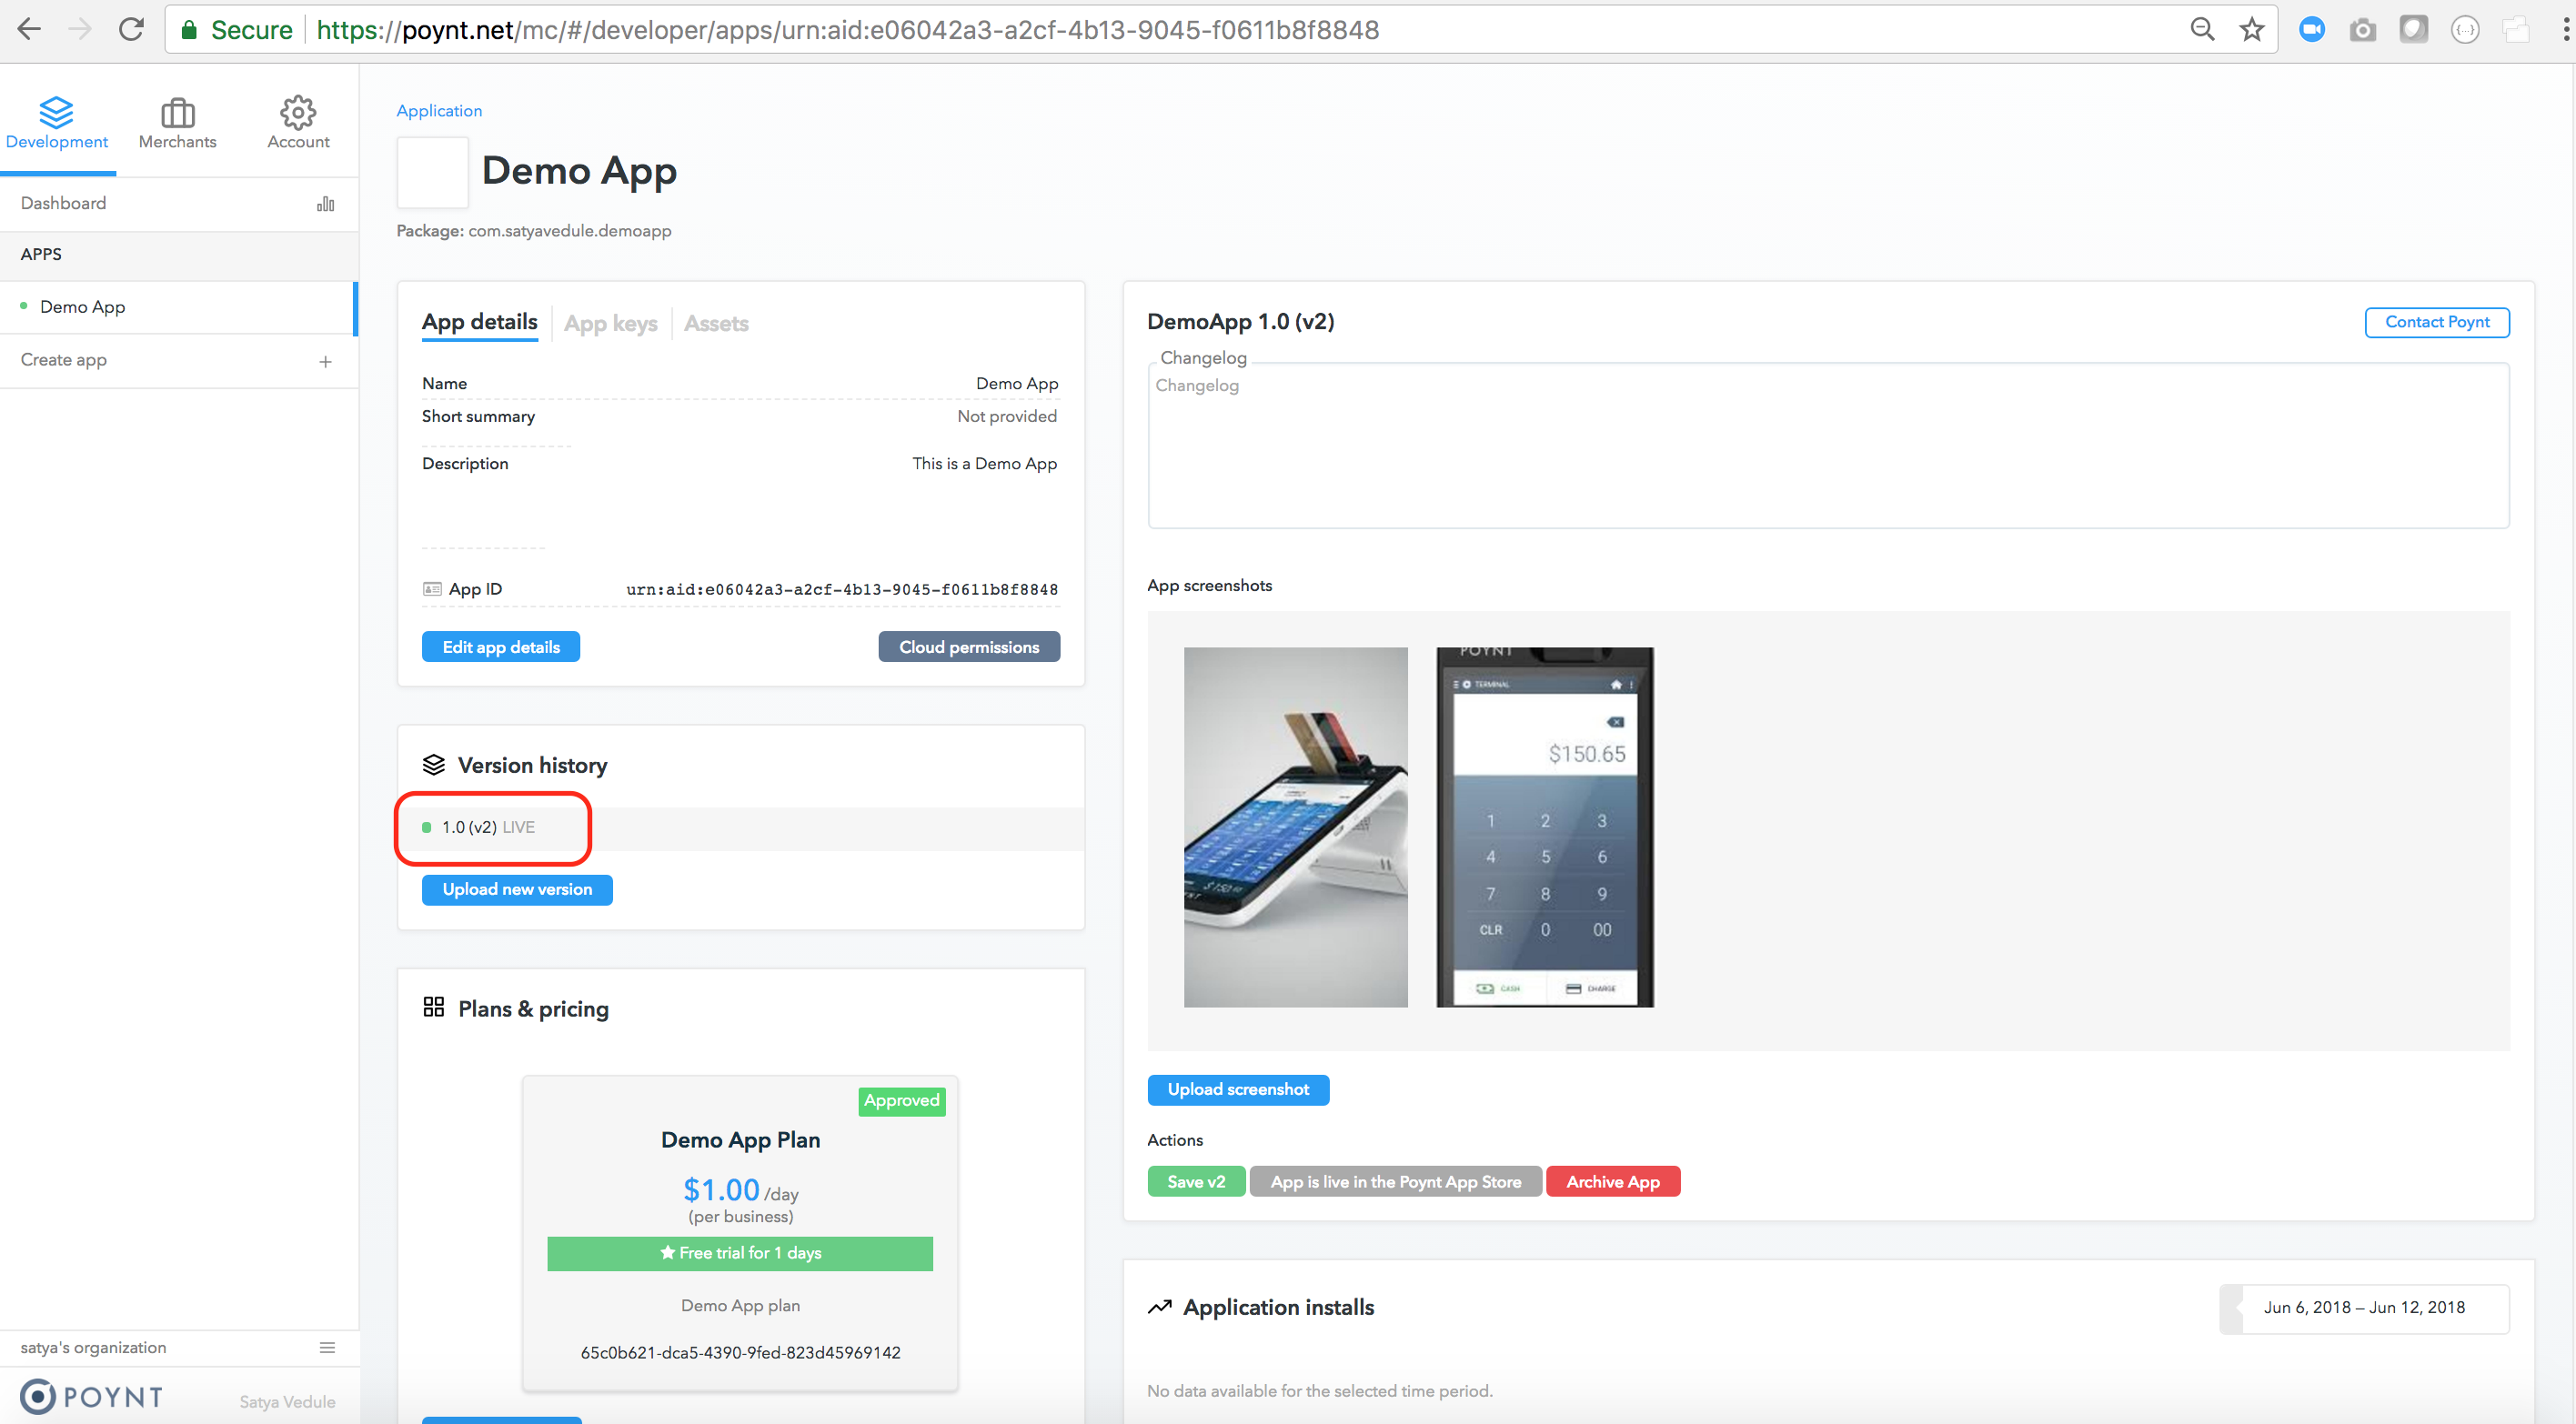 Secure https://poynt.net/mc/#/developer/apps/urn:aid:e06042a3-a2cf-4b13-9045-f0611b8f8848
Development Merchants Account
Dashboard
APPS
Demo App
Create app +
satya's organization
POYNT Satya Vedule
Application
Demo App
Package: com.satyavedule.demoapp
App details App keys Assets
Name Demo App
Short summary Not provided
Description This is a Demo App
App ID urn:aid:e06042a3-a2cf-4b13-9045-f0611b8f8848
Edit app details Cloud permissions
Version history
1.0 (v2) LIVE
Upload new version
Plans & pricing
Approved
Demo App Plan
$1.00 /day
(per business)
Free trial for 1 days
Demo App plan
65c0b621-dca5-4390-9fed-823d45969142
DemoApp 1.0 (v2) Contact Poynt
Changelog
Changelog
App screenshots
POYNT
TERMINAL
$150.65
1 2 3
4 5 6
7 8 9
CLR 0 00
CASH CHARGE
Upload screenshot
Actions
Save v2 App is live in the Poynt App Store Archive App
Application installs Jun 6, 2018 – Jun 12, 2018
No data available for the selected time period.